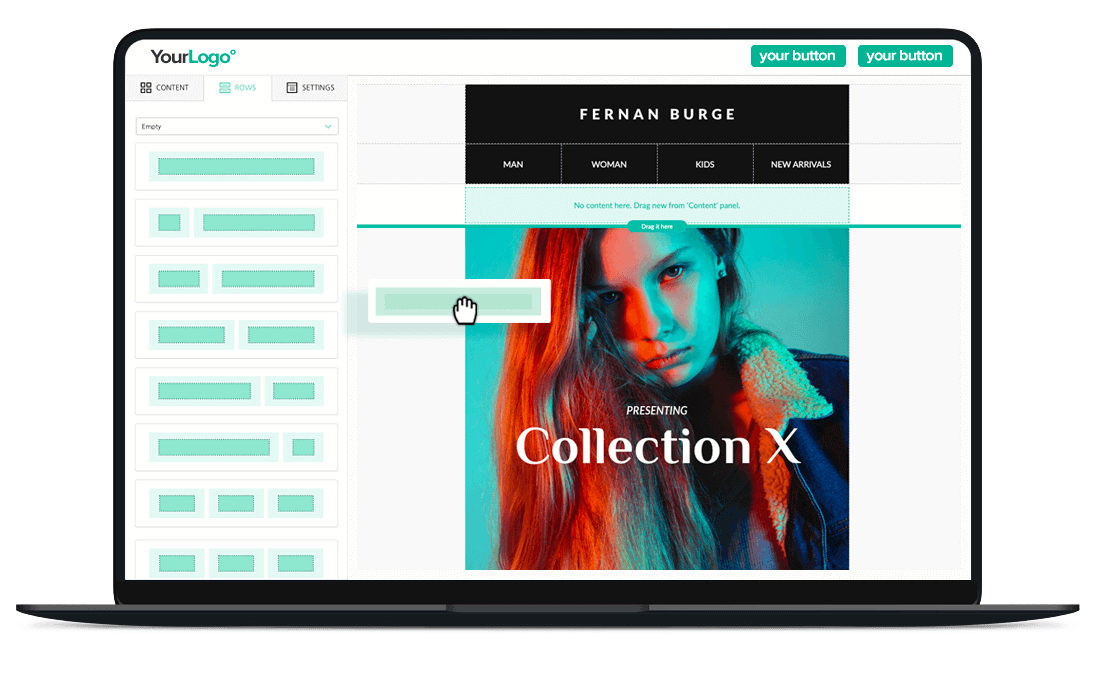 YourLogo°
your button
your button
CONTENT
ROWS
SETTINGS
Empty
FERNAN BURGE
MAN
WOMAN
KIDS
NEW ARRIVALS
No content here. Drag new from 'Content' panel.
Drag it here
PRESENTING
Collection X